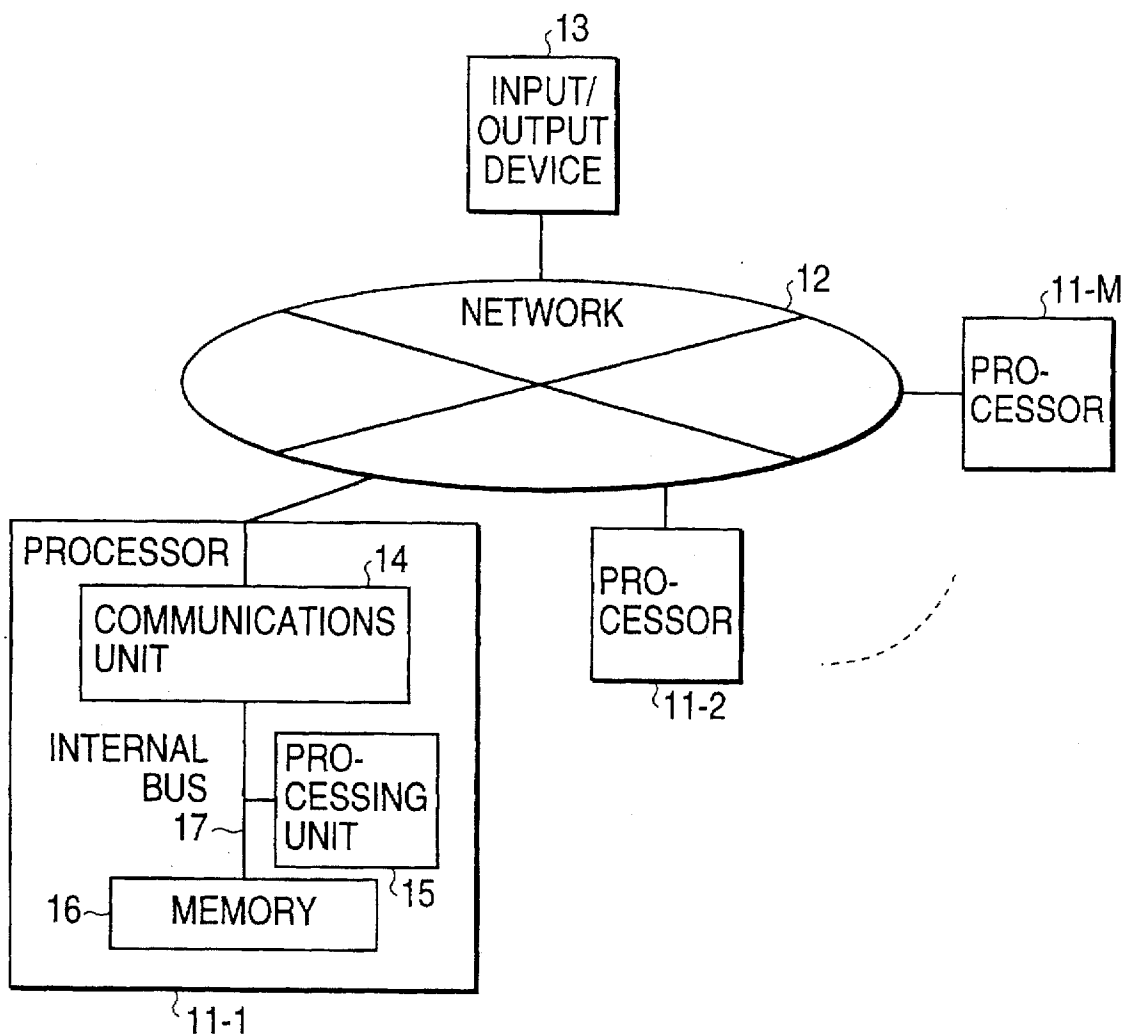 13
INPUT/
OUTPUT
DEVICE
12
NETWORK
11-M
PRO-
CESSOR
PROCESSOR
14
COMMUNICATIONS
UNIT
PRO-
CESSOR
11-2
INTERNAL
BUS
17
PRO-
CESSING
UNIT
15
16
MEMORY
11-1